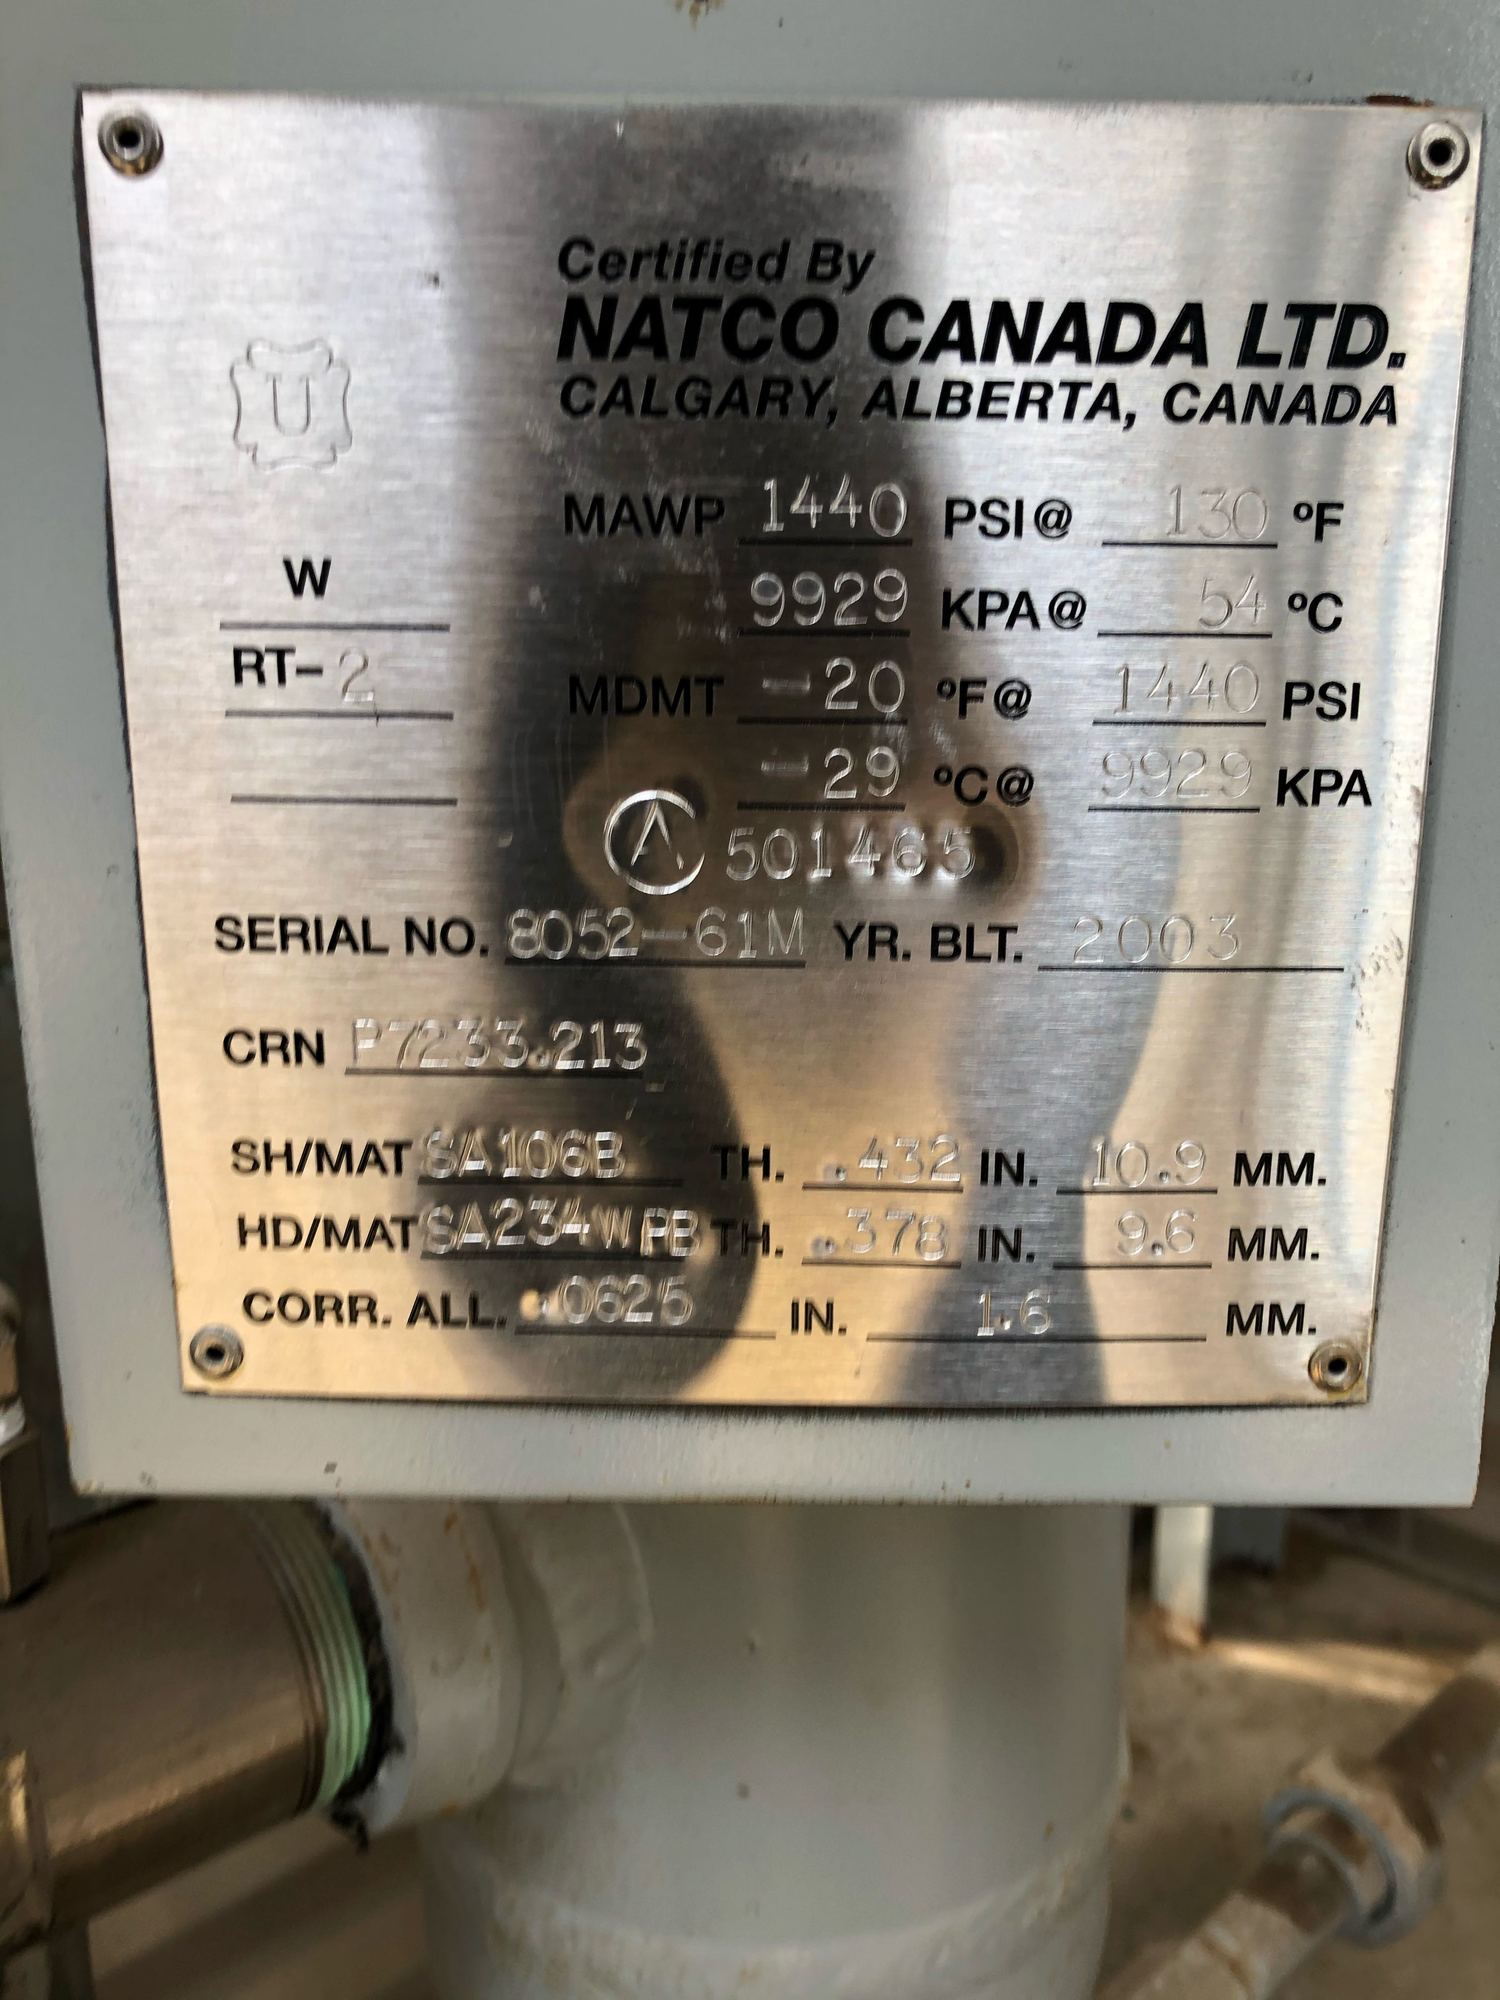 Certified By
NATCO CANADA LTD.
CALGARY, ALBERTA, CANADA
U
MAWP 1440 PSI@ 130 ºF
W
9929 KPA@ 54 ºC
RT-2
MDMT -20 ºF@ 1440 PSI
-29 ºC@ 9929 KPA
A 501465
SERIAL NO. 8052-61M YR. BLT. 2003
CRN P7233.213
SH/MAT SA106B TH. .432 IN. 10.9 MM.
HD/MAT SA234WPB TH. .378 IN. 9.6 MM.
CORR. ALL. .0625 IN. 1.6 MM.